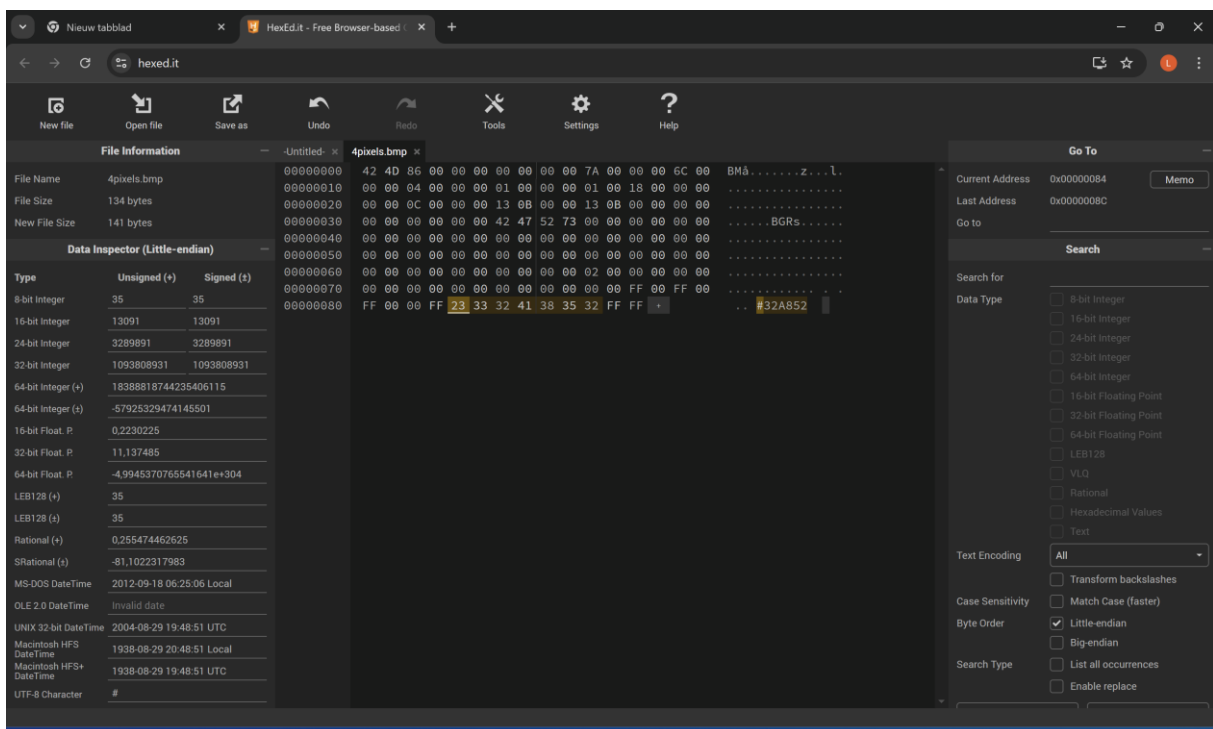 Nieuw tabblad
HexEd.it - Free Browser-based
hexed.it
L
New file
Open file
Save as
Undo
Redo
Tools
Settings
Help
File Information
-Untitled-
4pixels.bmp
Go To
File Name 4pixels.bmp
File Size 134 bytes
New File Size 141 bytes
Data Inspector (Little-endian)
Type Unsigned (+) Signed (±)
8-bit Integer 35 35
16-bit Integer 13091 13091
24-bit Integer 3289891 3289891
32-bit Integer 1093808931 1093808931
64-bit Integer (+) 18388818744235406115
64-bit Integer (±) -57925329474145501
16-bit Float. P. 0,2230225
32-bit Float. P. 11,137485
64-bit Float. P. -4,9945370765541641e+304
LEB128 (+) 35
LEB128 (±) 35
Rational (+) 0,255474462625
SRational (±) -81,1022317983
MS-DOS DateTime 2012-09-18 06:25:06 Local
OLE 2.0 DateTime Invalid date
UNIX 32-bit DateTime 2004-08-29 19:48:51 UTC
Macintosh HFS DateTime 1938-08-29 20:48:51 Local
Macintosh HFS+ DateTime 1938-08-29 19:48:51 UTC
UTF-8 Character #
00000000 42 4D 86 00 00 00 00 00 00 00 7A 00 00 00 6C 00 BMå.......z...l.
00000010 00 00 04 00 00 00 01 00 00 00 01 00 18 00 00 00 ................
00000020 00 00 0C 00 00 00 13 0B 00 00 13 0B 00 00 00 00 ................
00000030 00 00 00 00 00 00 42 47 52 73 00 00 00 00 00 00 ......BGRs......
00000040 00 00 00 00 00 00 00 00 00 00 00 00 00 00 00 00 ................
00000050 00 00 00 00 00 00 00 00 00 00 00 00 00 00 00 00 ................
00000060 00 00 00 00 00 00 00 00 00 00 02 00 00 00 00 00 ................
00000070 00 00 00 00 00 00 00 00 00 00 00 00 FF 00 FF 00 ............ . .
00000080 FF 00 00 FF 23 33 32 41 38 35 32 FF FF + .. #32A852
Current Address 0x00000084 Memo
Last Address 0x0000008C
Go to
Search
Search for
Data Type
8-bit Integer
16-bit Integer
24-bit Integer
32-bit Integer
64-bit Integer
16-bit Floating Point
32-bit Floating Point
64-bit Floating Point
LEB128
VLQ
Rational
Hexadecimal Values
Text
Text Encoding All
Transform backslashes
Case Sensitivity Match Case (faster)
Byte Order Little-endian
Big-endian
Search Type List all occurrences
Enable replace